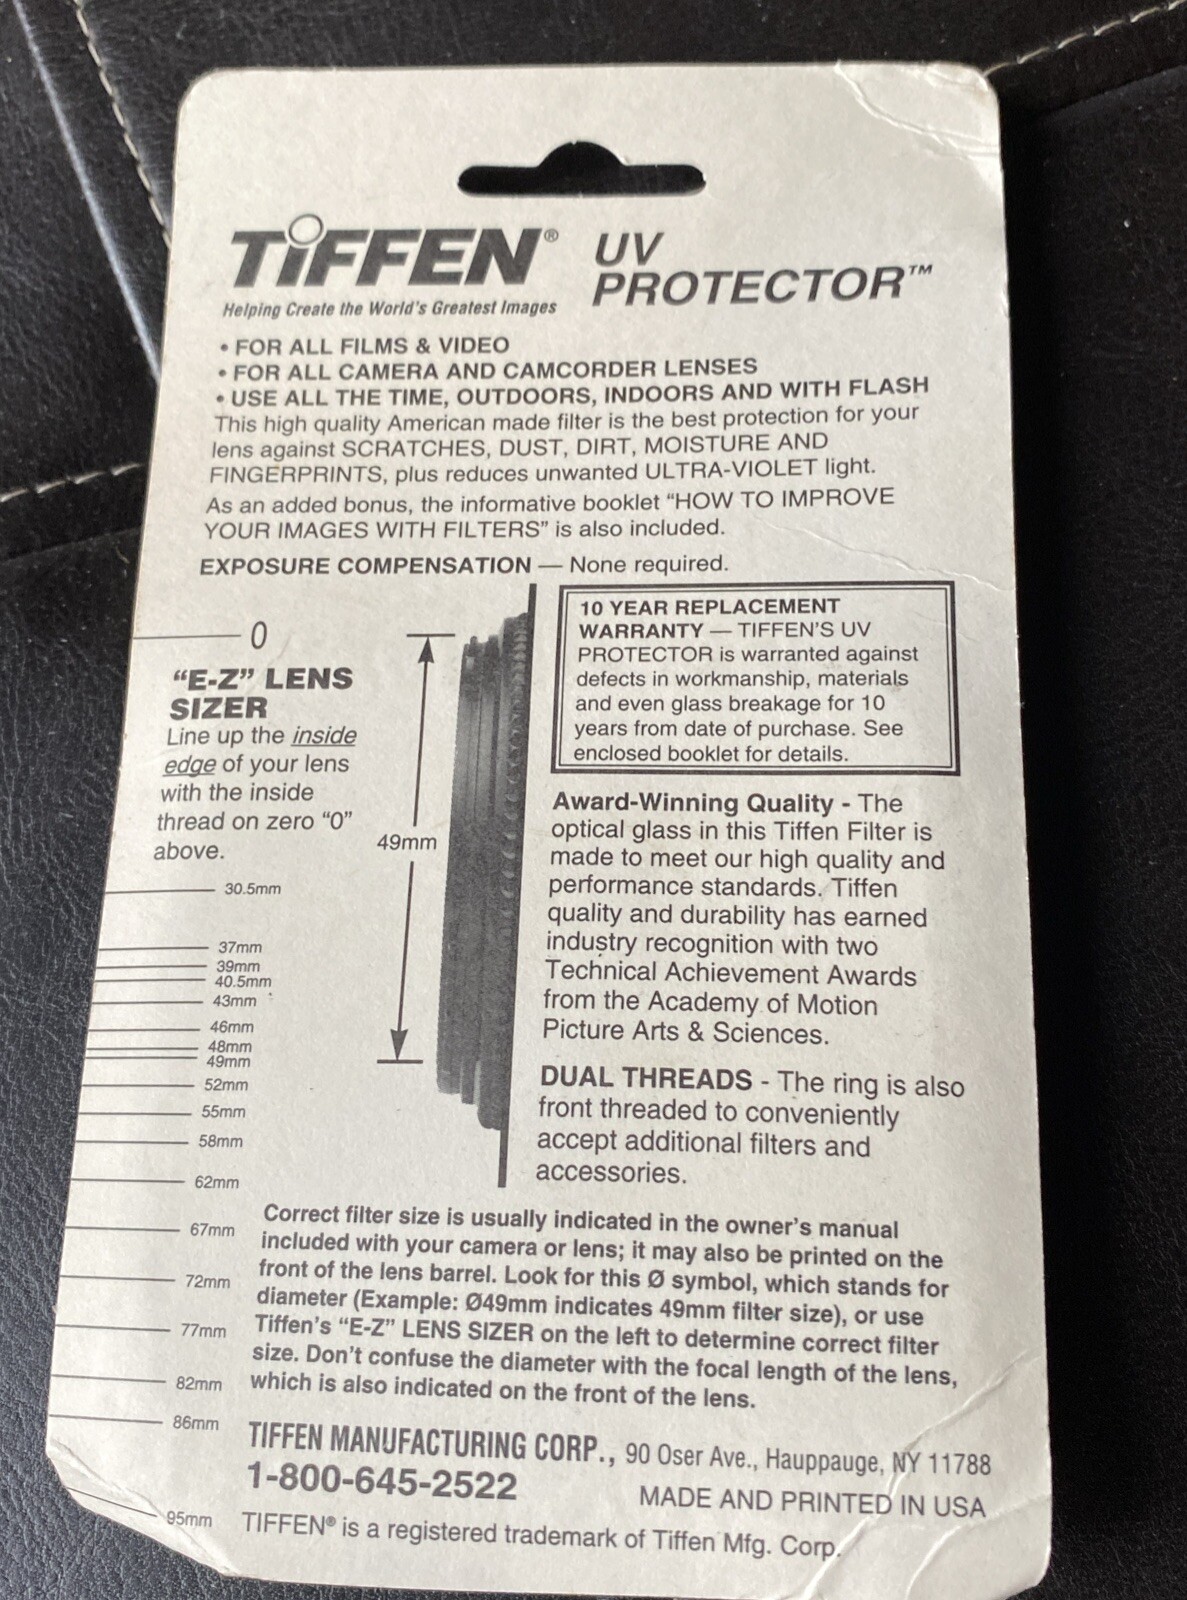 TiFFEN® UV
PROTECTOR™
Helping Create the World's Greatest Images
• FOR ALL FILMS & VIDEO
• FOR ALL CAMERA AND CAMCORDER LENSES
• USE ALL THE TIME, OUTDOORS, INDOORS AND WITH FLASH
This high quality American made filter is the best protection for your
lens against SCRATCHES, DUST, DIRT, MOISTURE AND
FINGERPRINTS, plus reduces unwanted ULTRA-VIOLET light.
As an added bonus, the informative booklet "HOW TO IMPROVE
YOUR IMAGES WITH FILTERS" is also included.
EXPOSURE COMPENSATION — None required.
0
"E-Z" LENS
SIZER
Line up the inside
edge of your lens
with the inside
thread on zero "0"
above.
30.5mm
37mm
39mm
40.5mm
43mm
46mm
48mm
49mm
52mm
55mm
58mm
62mm
67mm
72mm
77mm
82mm
86mm
95mm
49mm
10 YEAR REPLACEMENT
WARRANTY — TIFFEN'S UV
PROTECTOR is warranted against
defects in workmanship, materials
and even glass breakage for 10
years from date of purchase. See
enclosed booklet for details.
Award-Winning Quality - The
optical glass in this Tiffen Filter is
made to meet our high quality and
performance standards. Tiffen
quality and durability has earned
industry recognition with two
Technical Achievement Awards
from the Academy of Motion
Picture Arts & Sciences.
DUAL THREADS - The ring is also
front threaded to conveniently
accept additional filters and
accessories.
Correct filter size is usually indicated in the owner's manual
included with your camera or lens; it may also be printed on the
front of the lens barrel. Look for this Ø symbol, which stands for
diameter (Example: Ø49mm indicates 49mm filter size), or use
Tiffen's "E-Z" LENS SIZER on the left to determine correct filter
size. Don't confuse the diameter with the focal length of the lens,
which is also indicated on the front of the lens.
TIFFEN MANUFACTURING CORP., 90 Oser Ave., Hauppauge, NY 11788
1-800-645-2522 MADE AND PRINTED IN USA
TIFFEN® is a registered trademark of Tiffen Mfg. Corp.